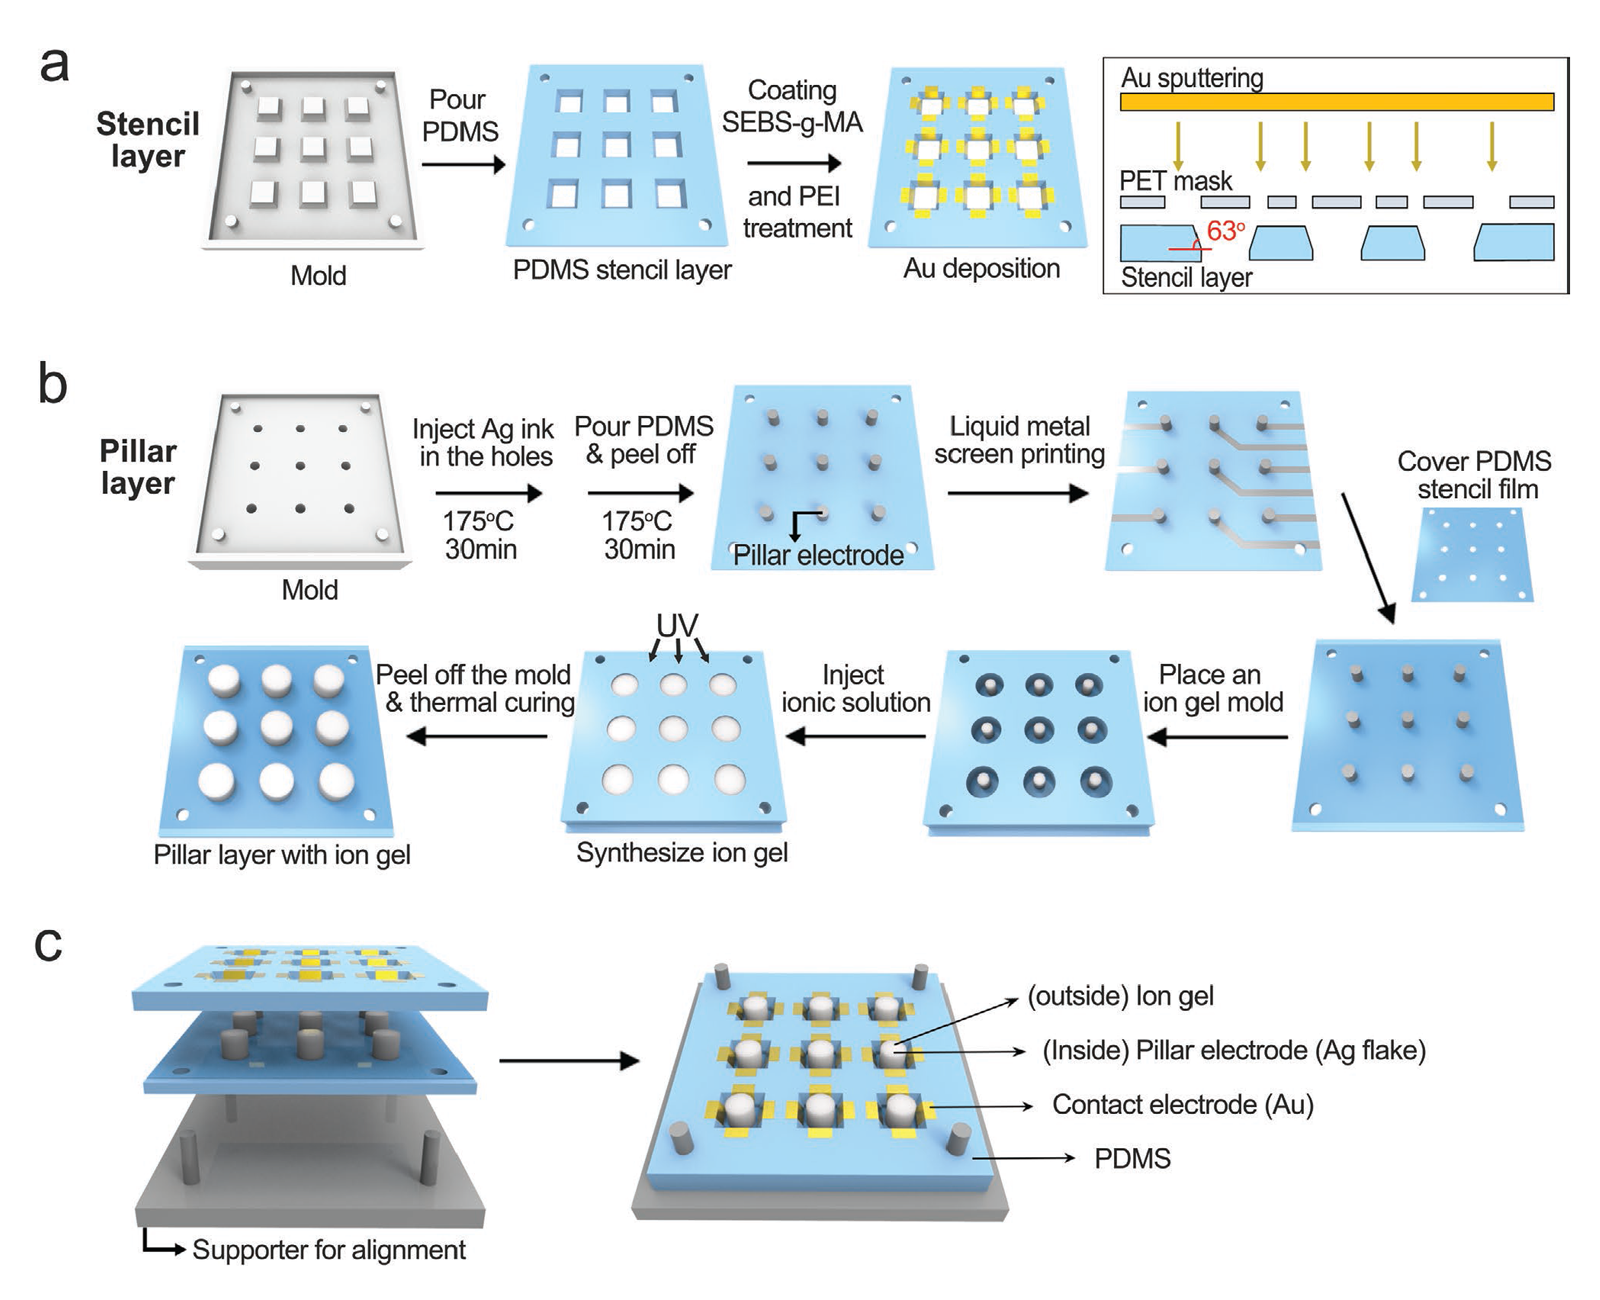 a
Stencil
layer
Mold
Pour
PDMS
PDMS stencil layer
Coating
SEBS-g-MA
and PEI
treatment
Au deposition
Au sputtering
PET mask
63°
Stencil layer
b
Pillar
layer
Mold
Inject Ag ink
in the holes
175°C
30min
Pour PDMS
& peel off
175°C
30min
Pillar electrode
Liquid metal
screen printing
Cover PDMS
stencil film
Place an
ion gel mold
Inject
ionic solution
UV
Synthesize ion gel
Peel off the mold
& thermal curing
Pillar layer with ion gel
c
Supporter for alignment
(outside) Ion gel
(Inside) Pillar electrode (Ag flake)
Contact electrode (Au)
PDMS